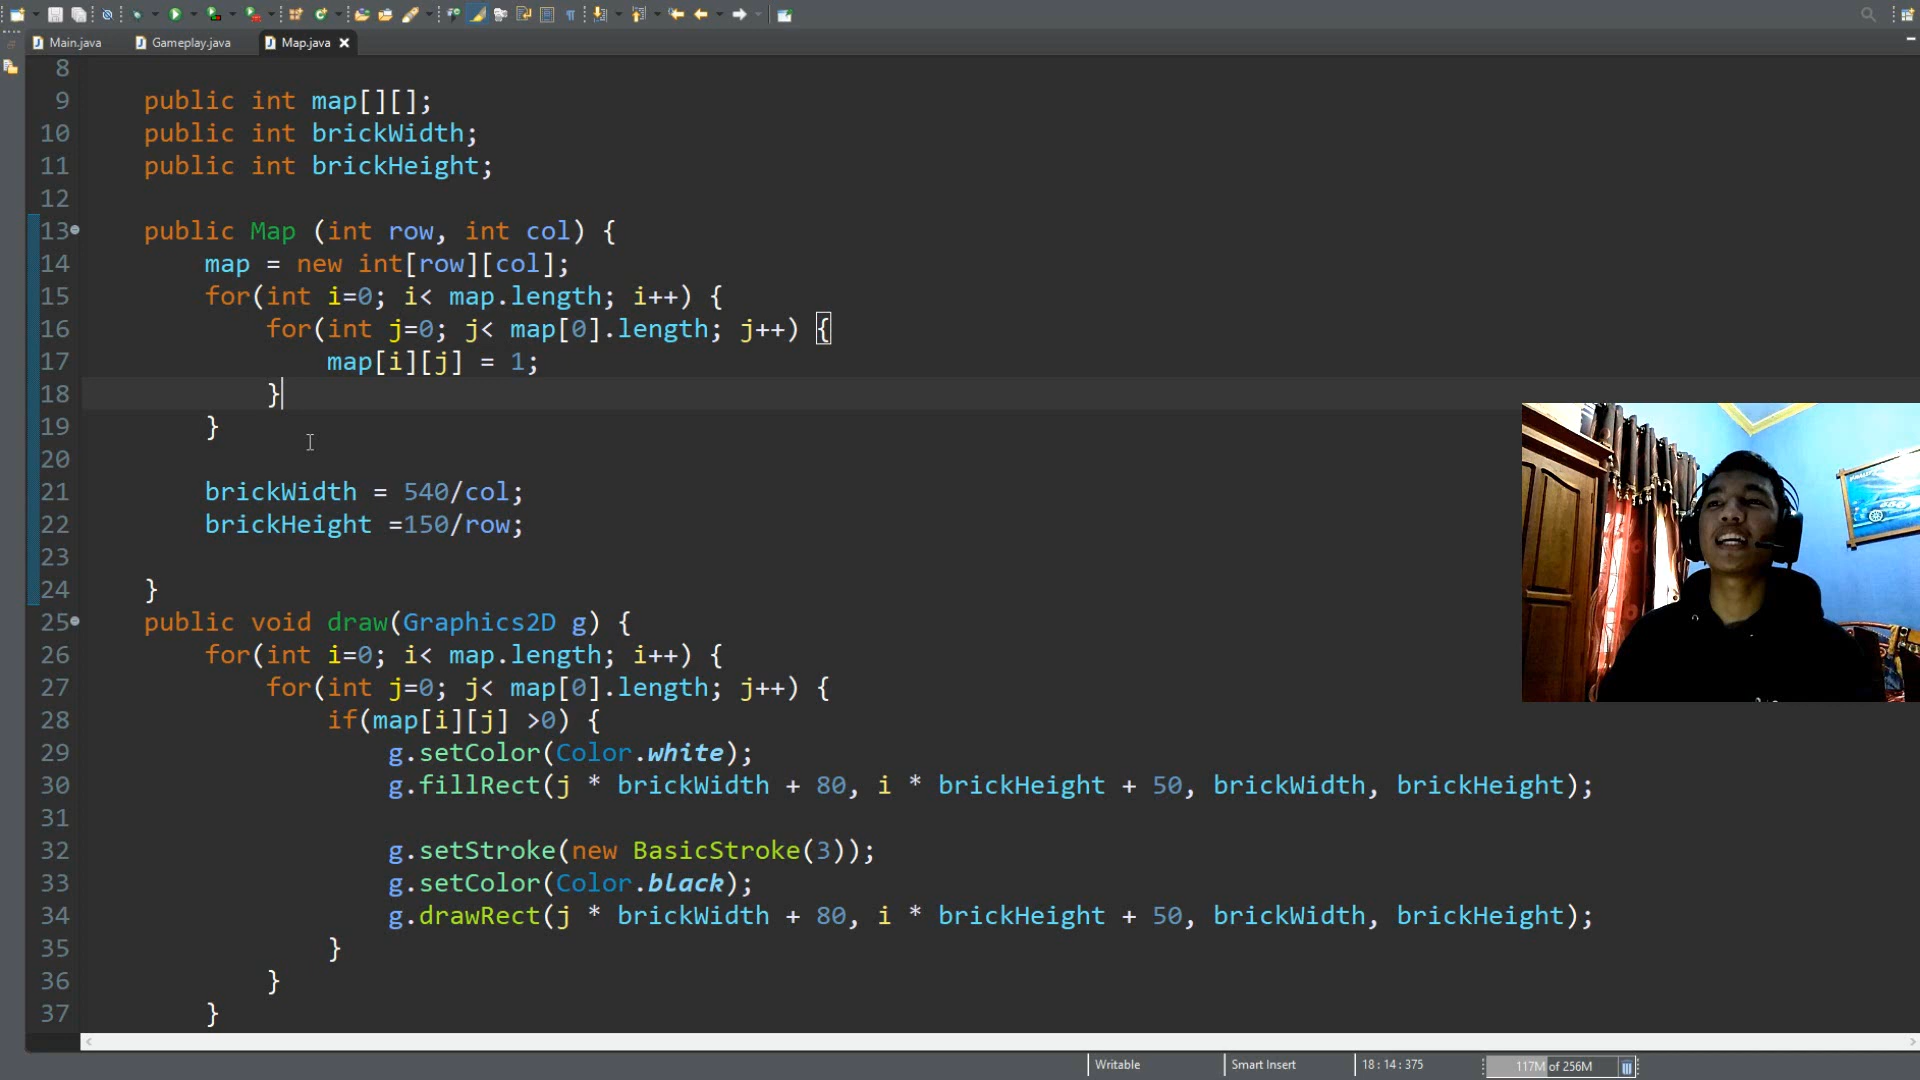 Main.java
Gameplay.java
Map.java
8
9 public int map[][];
10 public int brickWidth;
11 public int brickHeight;
12
13 public Map (int row, int col) {
14 map = new int[row][col];
15 for(int i=0; i< map.length; i++) {
16 for(int j=0; j< map[0].length; j++) {
17 map[i][j] = 1;
18 }
19 }
20
21 brickWidth = 540/col;
22 brickHeight =150/row;
23
24 }
25 public void draw(Graphics2D g) {
26 for(int i=0; i< map.length; i++) {
27 for(int j=0; j< map[0].length; j++) {
28 if(map[i][j] >0) {
29 g.setColor(Color.white);
30 g.fillRect(j * brickWidth + 80, i * brickHeight + 50, brickWidth, brickHeight);
31
32 g.setStroke(new BasicStroke(3));
33 g.setColor(Color.black);
34 g.drawRect(j * brickWidth + 80, i * brickHeight + 50, brickWidth, brickHeight);
35 }
36 }
37 }
Writable
Smart Insert
18 : 14 : 375
117M of 256M